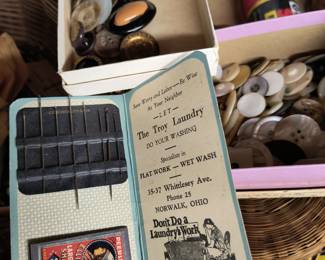 Save Worry and Labor—Be Wise
as Your Neighbor
—LET—
The Troy Laundry
DO YOUR WASHING
Specialists in
FLAT WORK — WET WASH
35-37 Whittlesey Ave.
Phone 25
NORWALK, OHIO
Don't Do a
Laundry's Work